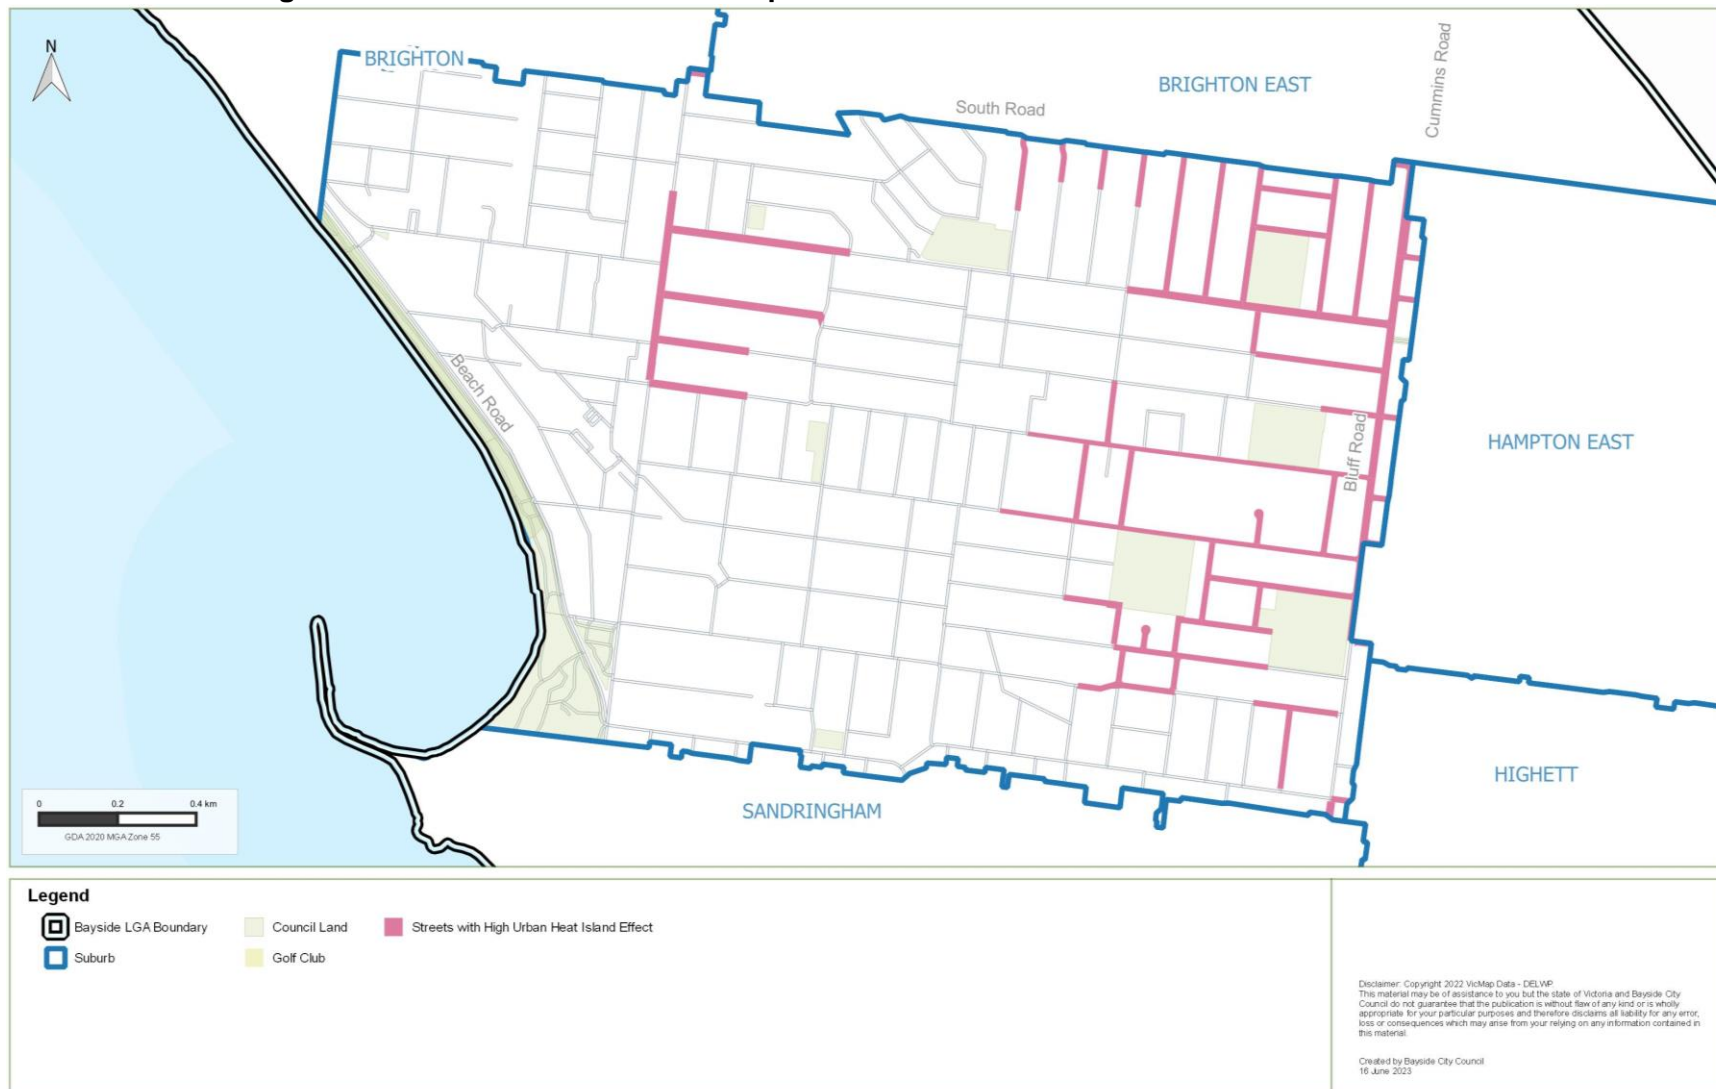 N
BRIGHTON
BRIGHTON EAST
Cummins Road
South Road
Beach Road
HAMPTON EAST
Bluff Road
HIGHETT
SANDRINGHAM
0 0.2 0.4 km
GDA 2020 MGA Zone 55
Legend
Bayside LGA Boundary
Council Land
Streets with High Urban Heat Island Effect
Suburb
Golf Club
Disclaimer: Copyright 2022 VicMap Data - DELWP
This material may be of assistance to you but the state of Victoria and Bayside City
Council do not guarantee that the publication is without flaw of any kind or is wholly
appropriate for your particular purposes and therefore disclaims all liability for any error,
loss or consequences which may arise from your relying on any information contained in
this material.
Created by Bayside City Council
16 June 2023